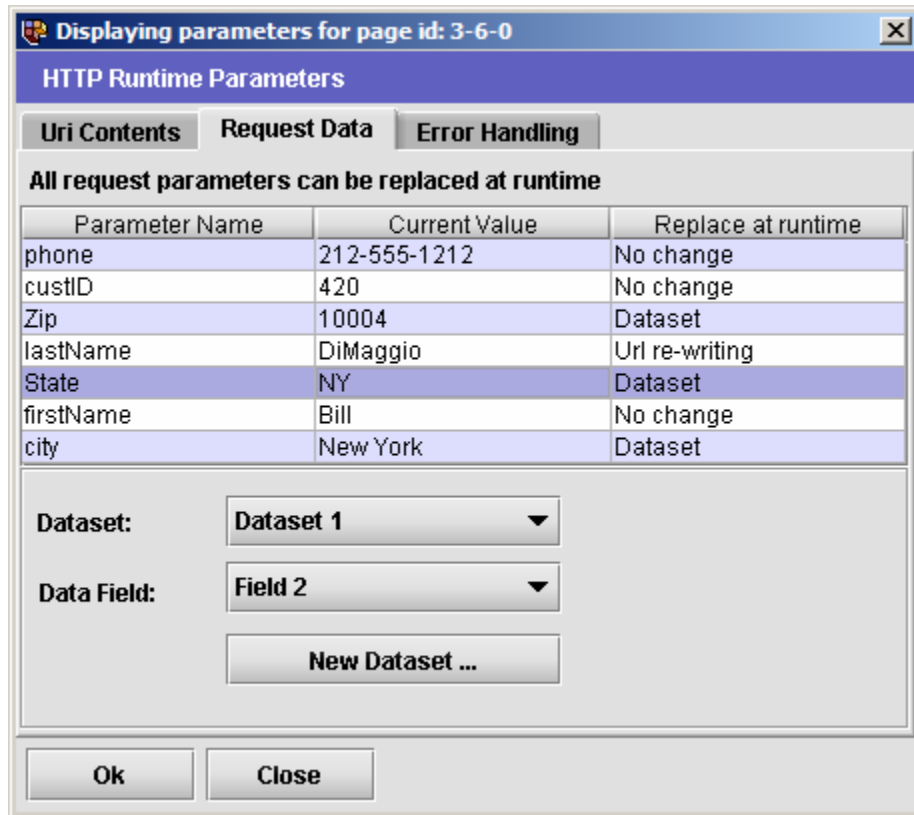 Displaying parameters for page id: 3-6-0
HTTP Runtime Parameters
Uri Contents Request Data Error Handling
All request parameters can be replaced at runtime
Parameter Name Current Value Replace at runtime
phone 212-555-1212 No change
custID 420 No change
Zip 10004 Dataset
lastName DiMaggio Url re-writing
State NY Dataset
firstName Bill No change
city New York Dataset
Dataset: Dataset 1
Data Field: Field 2
New Dataset ...
Ok Close